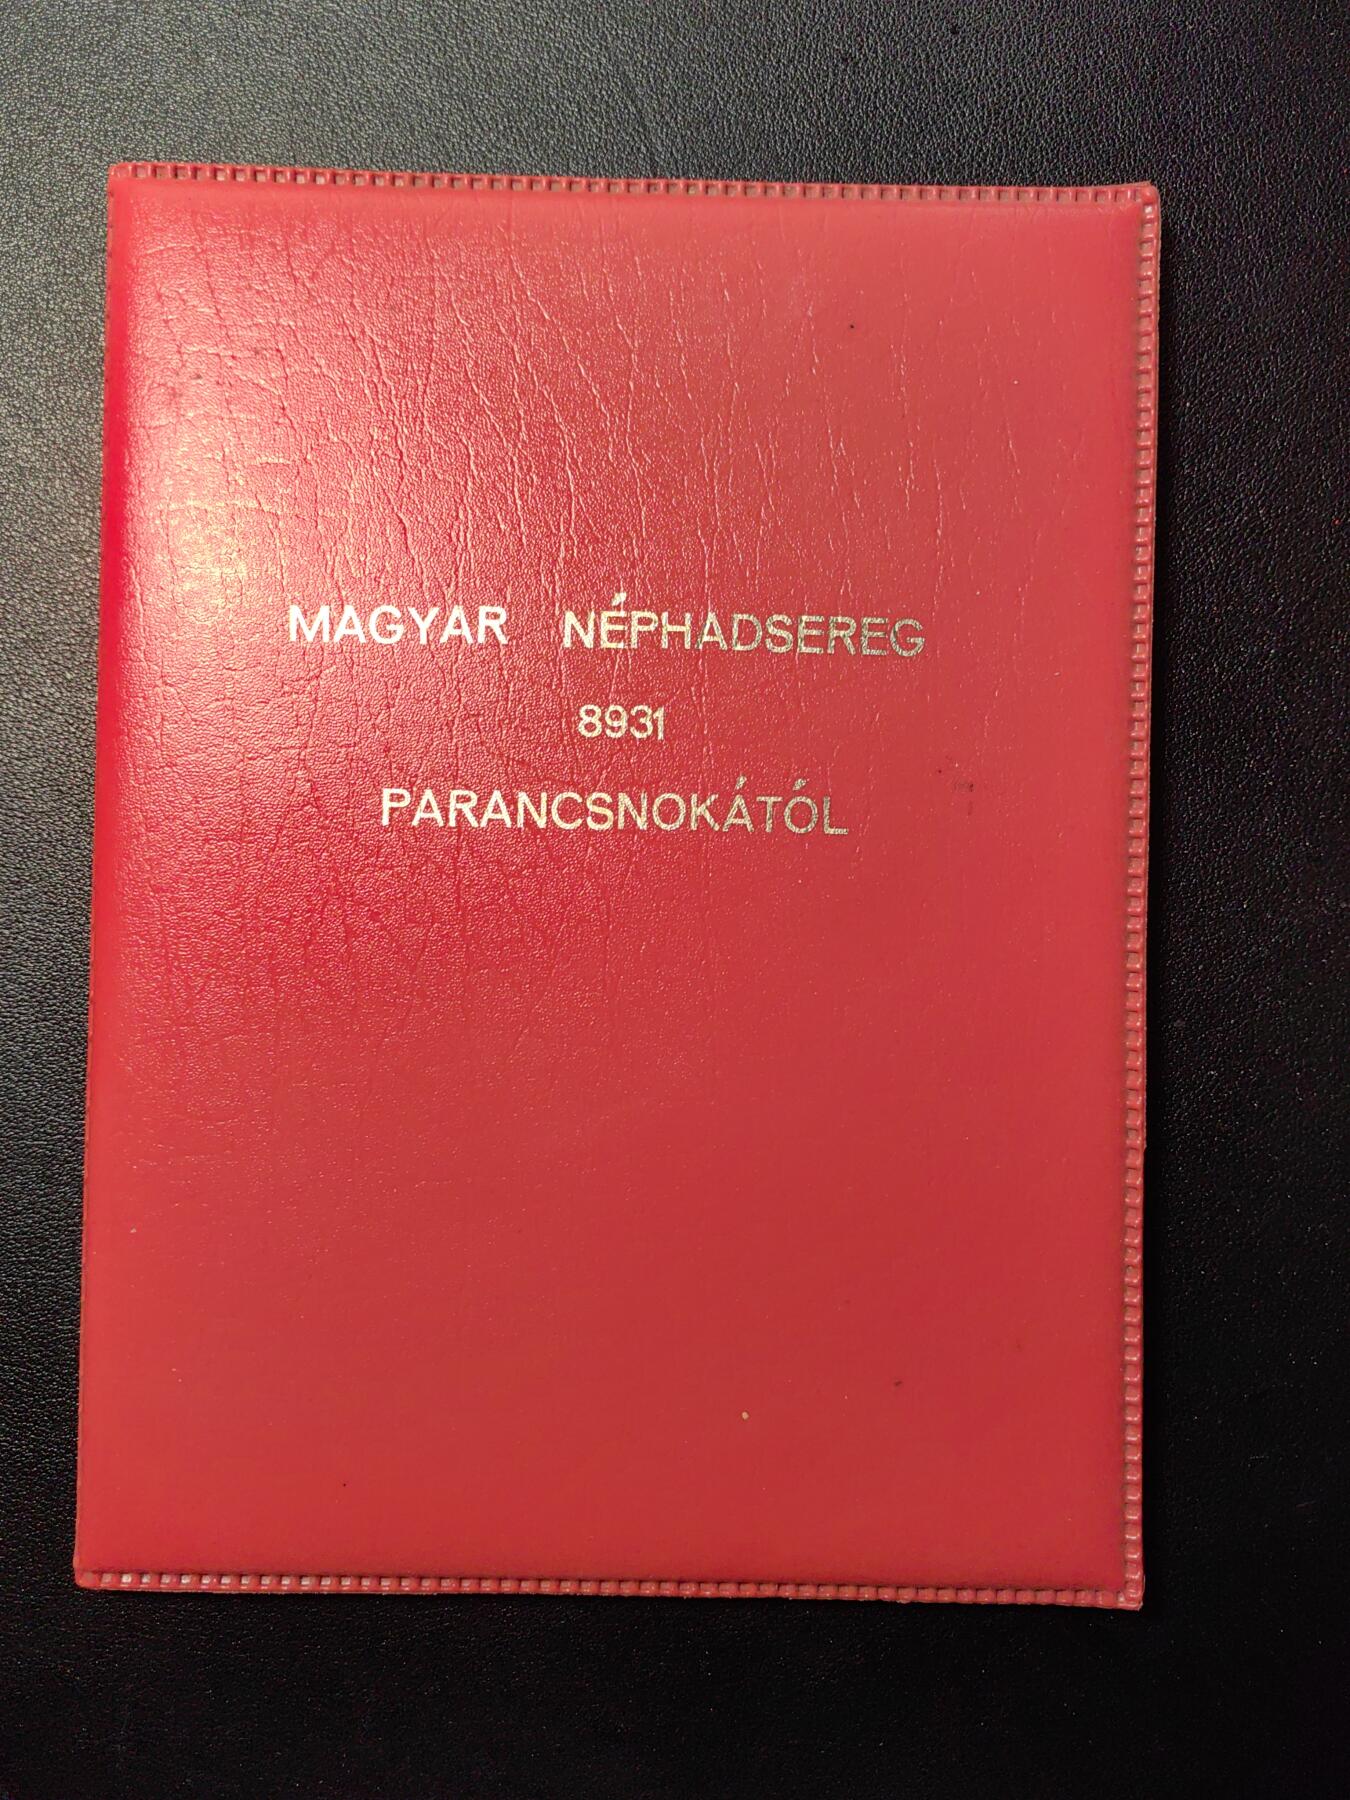 MAGYAR NÉPHADSEREG
8931
PARANCSNOKÁTÓL